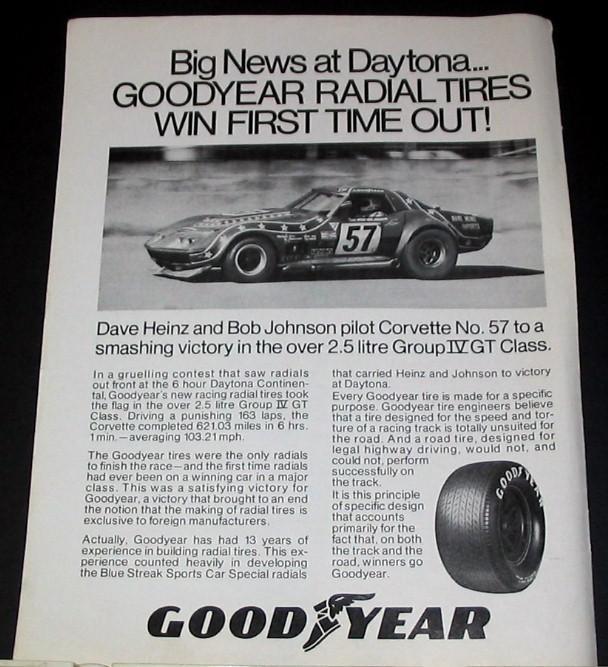 Big News at Daytona...
GOODYEAR RADIAL TIRES
WIN FIRST TIME OUT!
57
Dave Heinz and Bob Johnson pilot Corvette No. 57 to a
smashing victory in the over 2.5 litre Group IV GT Class.
In a gruelling contest that saw radials
out front at the 6 hour Daytona Continen-
tal, Goodyear's new racing radial tires took
the flag in the over 2.5 litre Group IV GT
Class. Driving a punishing 163 laps, the
Corvette completed 621.03 miles in 6 hrs.
1 min.—averaging 103.21 mph.
The Goodyear tires were the only radials
to finish the race—and the first time radials
had ever been on a winning car in a major
class. This was a satisfying victory for
Goodyear, a victory that brought to an end
the notion that the making of radial tires is
exclusive to foreign manufacturers.
Actually, Goodyear has had 13 years of
experience in building radial tires. This ex-
perience counted heavily in developing
the Blue Streak Sports Car Special radials
that carried Heinz and Johnson to victory
at Daytona.
Every Goodyear tire is made for a specific
purpose. Goodyear tire engineers believe
that a tire designed for the speed and tor-
ture of a racing track is totally unsuited for
the road. And a road tire, designed for
legal highway driving, would not, and
could not, perform
successfully on
the track.
It is this principle
of specific design
that accounts
primarily for the
fact that, on both
the track and the
road, winners go
Goodyear.
GOODYEAR
GOODYEAR